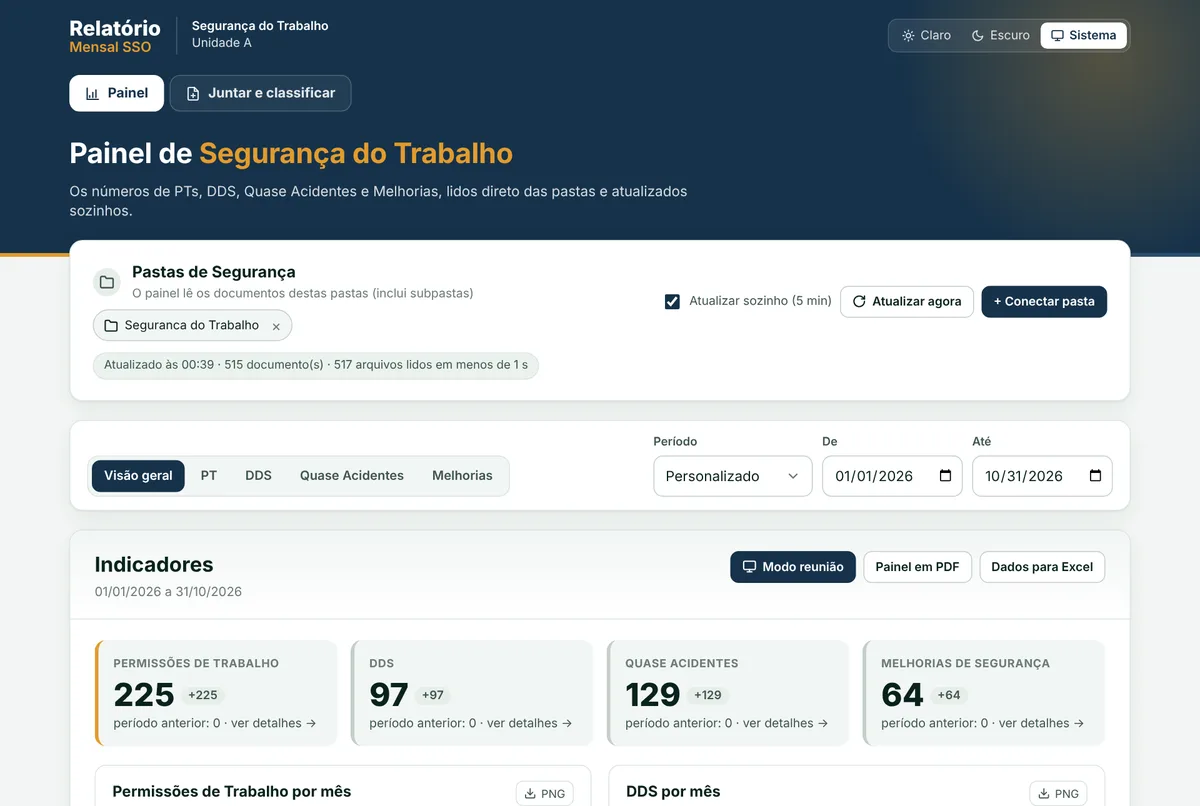 Relatório
Mensal SSO
Segurança do Trabalho
Unidade A
Claro
Escuro
Sistema
Painel
Juntar e classificar
Painel de Segurança do Trabalho
Os números de PTs, DDS, Quase Acidentes e Melhorias, lidos direto das pastas e atualizados
sozinhos.
Pastas de Segurança
O painel lê os documentos destas pastas (inclui subpastas)
Atualizar sozinho (5 min)
Atualizar agora
+ Conectar pasta
Seguranca do Trabalho ×
Atualizado às 00:39 · 515 documento(s) · 517 arquivos lidos em menos de 1 s
Visão geral
PT
DDS
Quase Acidentes
Melhorias
Período
Personalizado
De
01/01/2026
Até
10/31/2026
Indicadores
01/01/2026 a 31/10/2026
Modo reunião
Painel em PDF
Dados para Excel
PERMISSÕES DE TRABALHO
225 +225
período anterior: 0 · ver detalhes →
DDS
97 +97
período anterior: 0 · ver detalhes →
QUASE ACIDENTES
129 +129
período anterior: 0 · ver detalhes →
MELHORIAS DE SEGURANÇA
64 +64
período anterior: 0 · ver detalhes →
Permissões de Trabalho por mês
PNG
DDS por mês
PNG